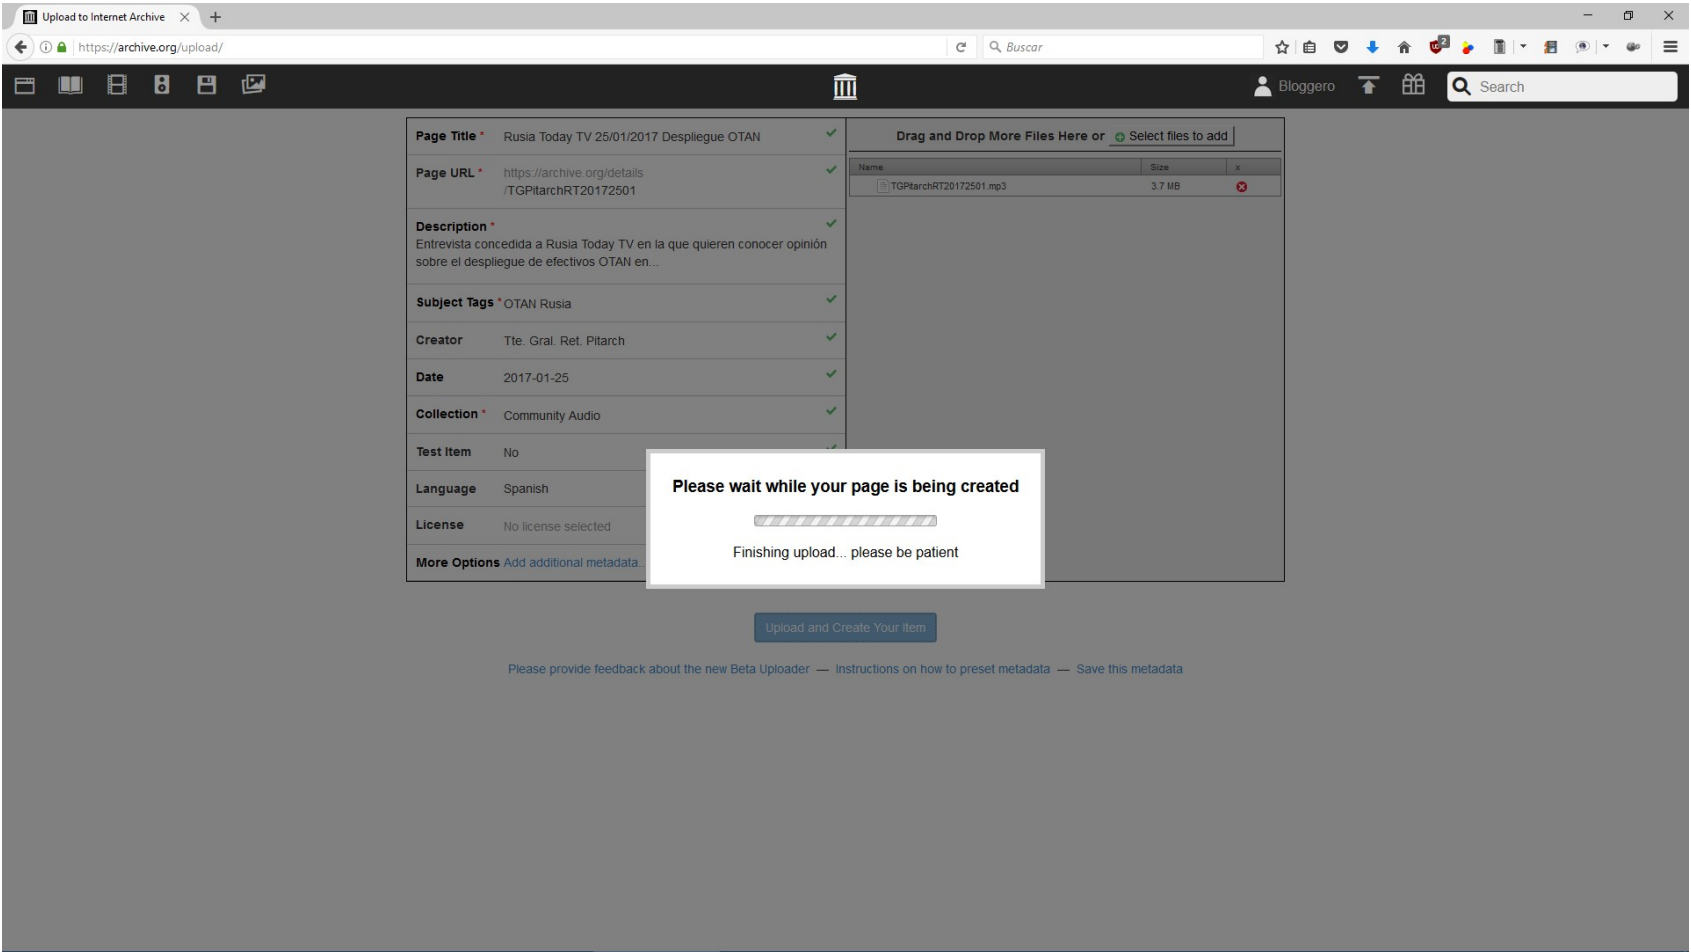 Upload to Internet Archive
https://archive.org/upload/
Buscar
2
Bloggero
Search
Page Title * Rusia Today TV 25/01/2017 Despliegue OTAN
Page URL * https://archive.org/details
/TGPitarchRT20172501
Description *
Entrevista concedida a Rusia Today TV en la que quieren conocer opinión
sobre el despliegue de efectivos OTAN en...
Subject Tags * OTAN Rusia
Creator Tte. Gral. Ret. Pitarch
Date 2017-01-25
Collection * Community Audio
Test Item No
Language Spanish
License No license selected
More Options Add additional metadata..
Drag and Drop More Files Here or Select files to add
Name Size x
TGPitarchRT20172501.mp3 3.7 MB
Please wait while your page is being created
Finishing upload... please be patient
Upload and Create Your Item
Please provide feedback about the new Beta Uploader — Instructions on how to preset metadata — Save this metadata